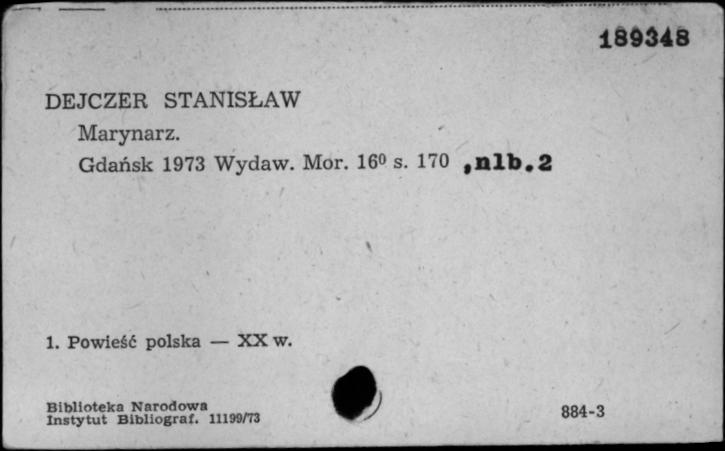 189348
DEJCZER STANISŁAW
Marynarz.
Gdańsk 1973 Wydaw. Mor. 16⁰ s. 170 ,nlb.2
1. Powieść polska — XX w.
Biblioteka Narodowa
Instytut Bibliograf. 11199/73
884-3